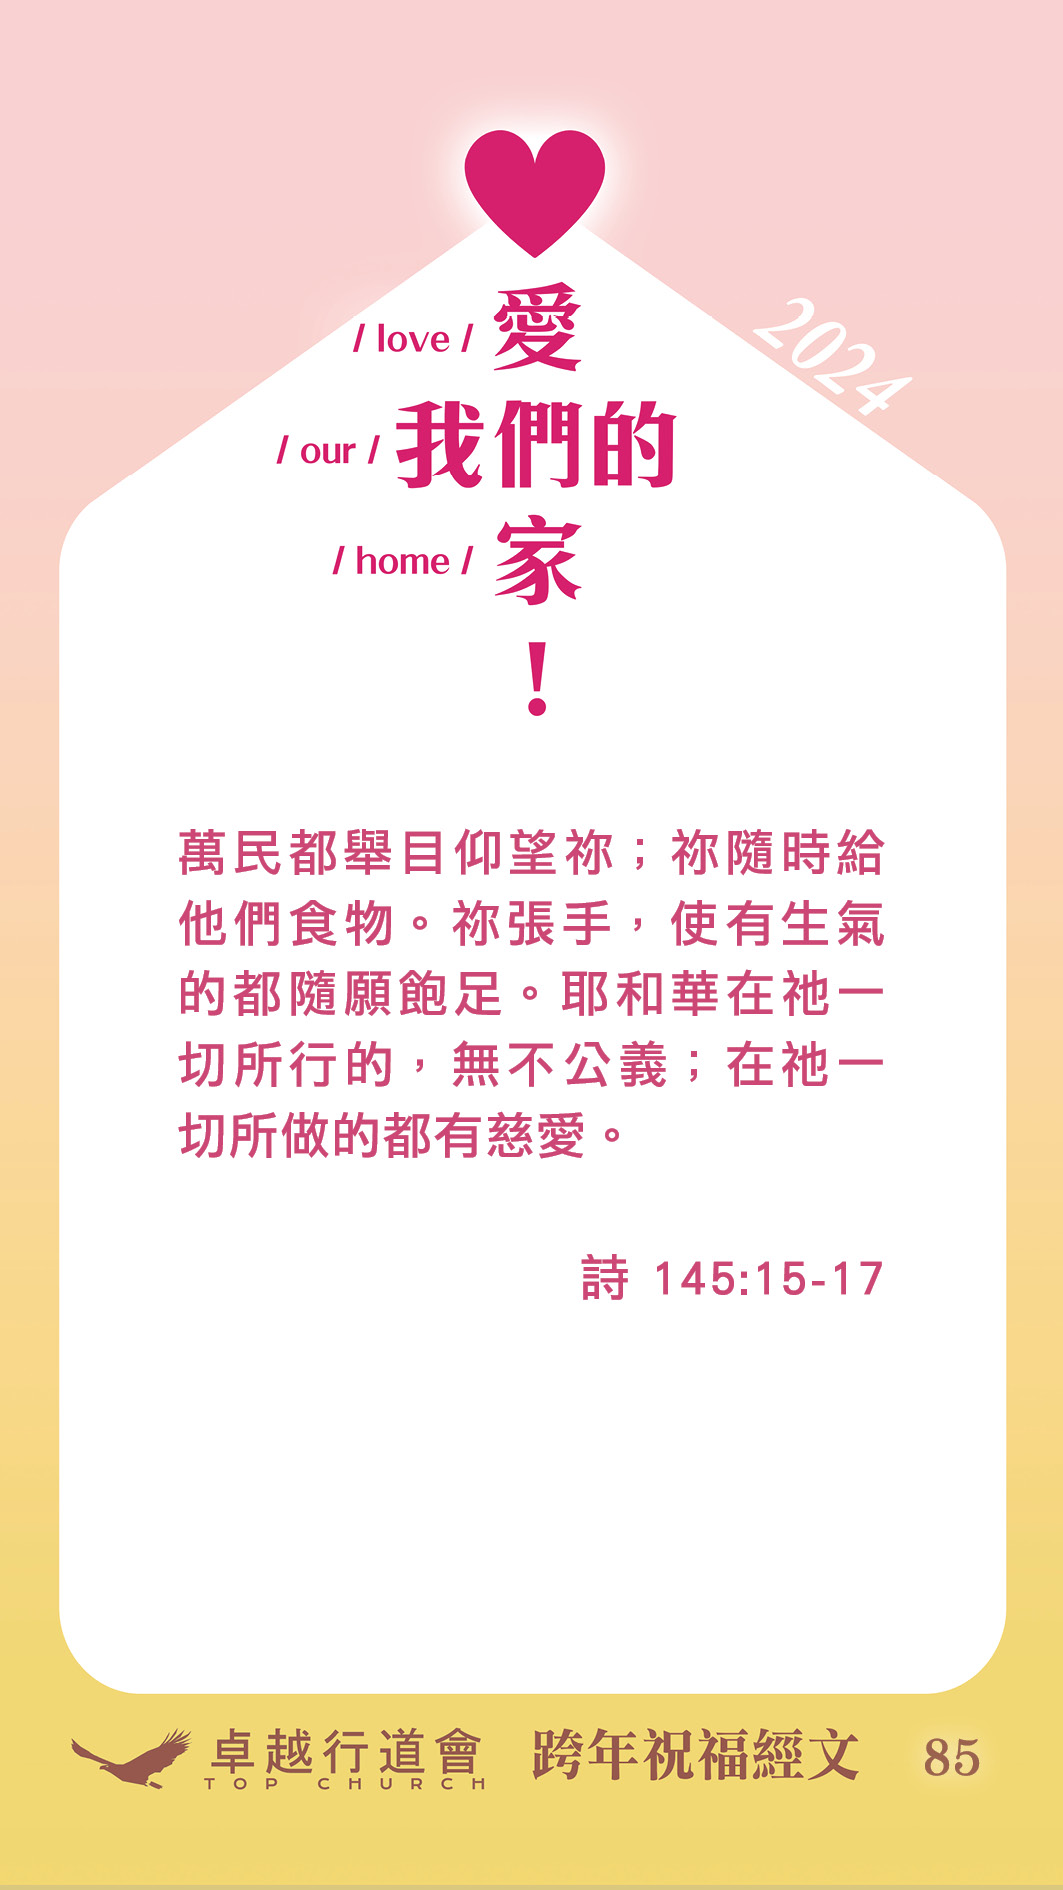 / love / 愛
2024
/ our / 我們的
/ home / 家
！
萬民都舉目仰望祢；祢隨時給
他們食物。祢張手，使有生氣
的都隨願飽足。耶和華在祂一
切所行的，無不公義；在祂一
切所做的都有慈愛。
詩 145:15-17
卓越行道會 跨年祝福經文 85
TOP CHURCH